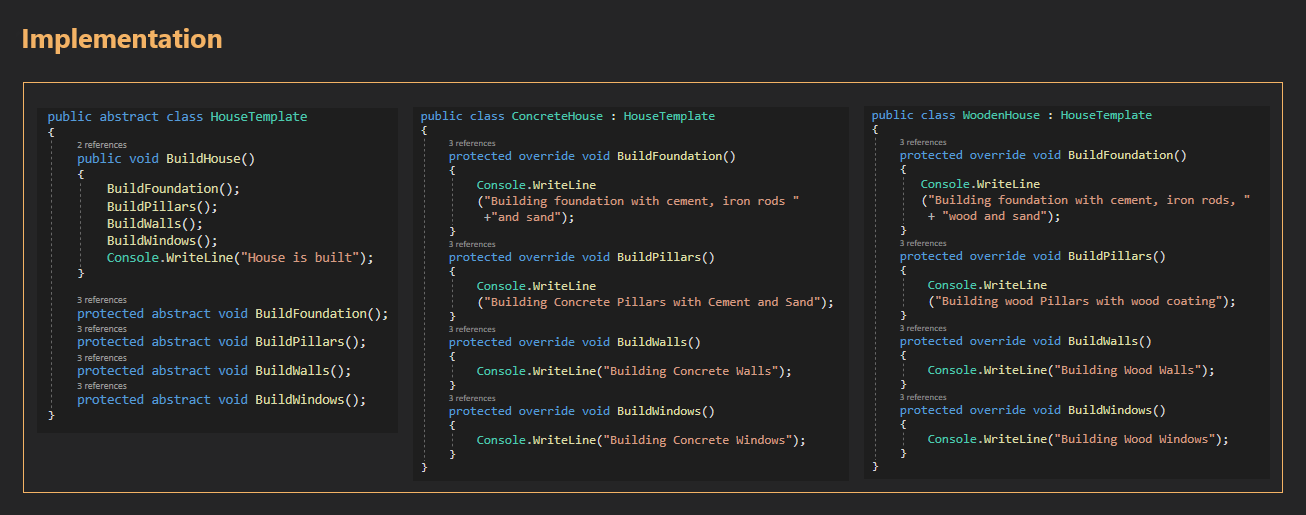 Implementation
public abstract class HouseTemplate
{
2 references
public void BuildHouse()
{
BuildFoundation();
BuildPillars();
BuildWalls();
BuildWindows();
Console.WriteLine("House is built");
}
3 references
protected abstract void BuildFoundation();
3 references
protected abstract void BuildPillars();
3 references
protected abstract void BuildWalls();
3 references
protected abstract void BuildWindows();
}
public class ConcreteHouse : HouseTemplate
{
3 references
protected override void BuildFoundation()
{
Console.WriteLine
("Building foundation with cement, iron rods "
+"and sand");
}
3 references
protected override void BuildPillars()
{
Console.WriteLine
("Building Concrete Pillars with Cement and Sand");
}
3 references
protected override void BuildWalls()
{
Console.WriteLine("Building Concrete Walls");
}
3 references
protected override void BuildWindows()
{
Console.WriteLine("Building Concrete Windows");
}
}
public class WoodenHouse : HouseTemplate
{
3 references
protected override void BuildFoundation()
{
Console.WriteLine
("Building foundation with cement, iron rods, "
+ "wood and sand");
}
3 references
protected override void BuildPillars()
{
Console.WriteLine
("Building wood Pillars with wood coating");
}
3 references
protected override void BuildWalls()
{
Console.WriteLine("Building Wood Walls");
}
3 references
protected override void BuildWindows()
{
Console.WriteLine("Building Wood Windows");
}
}